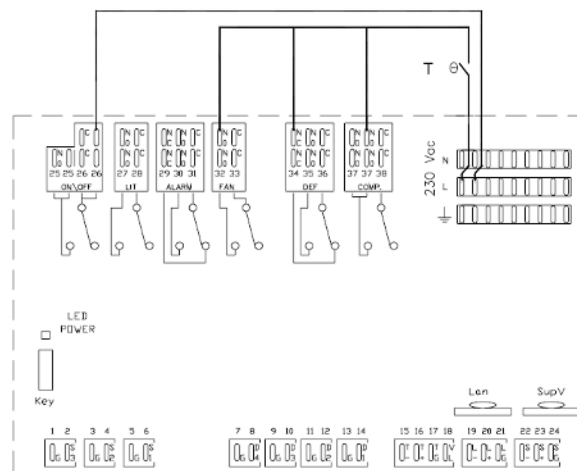 T θ
230 Vac
N
L
C C N C N N C N C N C C N N C
N G G G N G G G G G N G G G N G
25 25 26 26 27 28 29 30 31 32 33 34 35 36 37 37 38
ON\OFF LIT ALARM FAN DEF COMP.
LED
POWER
Key
Lan SupV
1 2 3 4 5 6 7 8 9 10 11 12 13 14 15 16 17 18 19 20 21 22 23 24